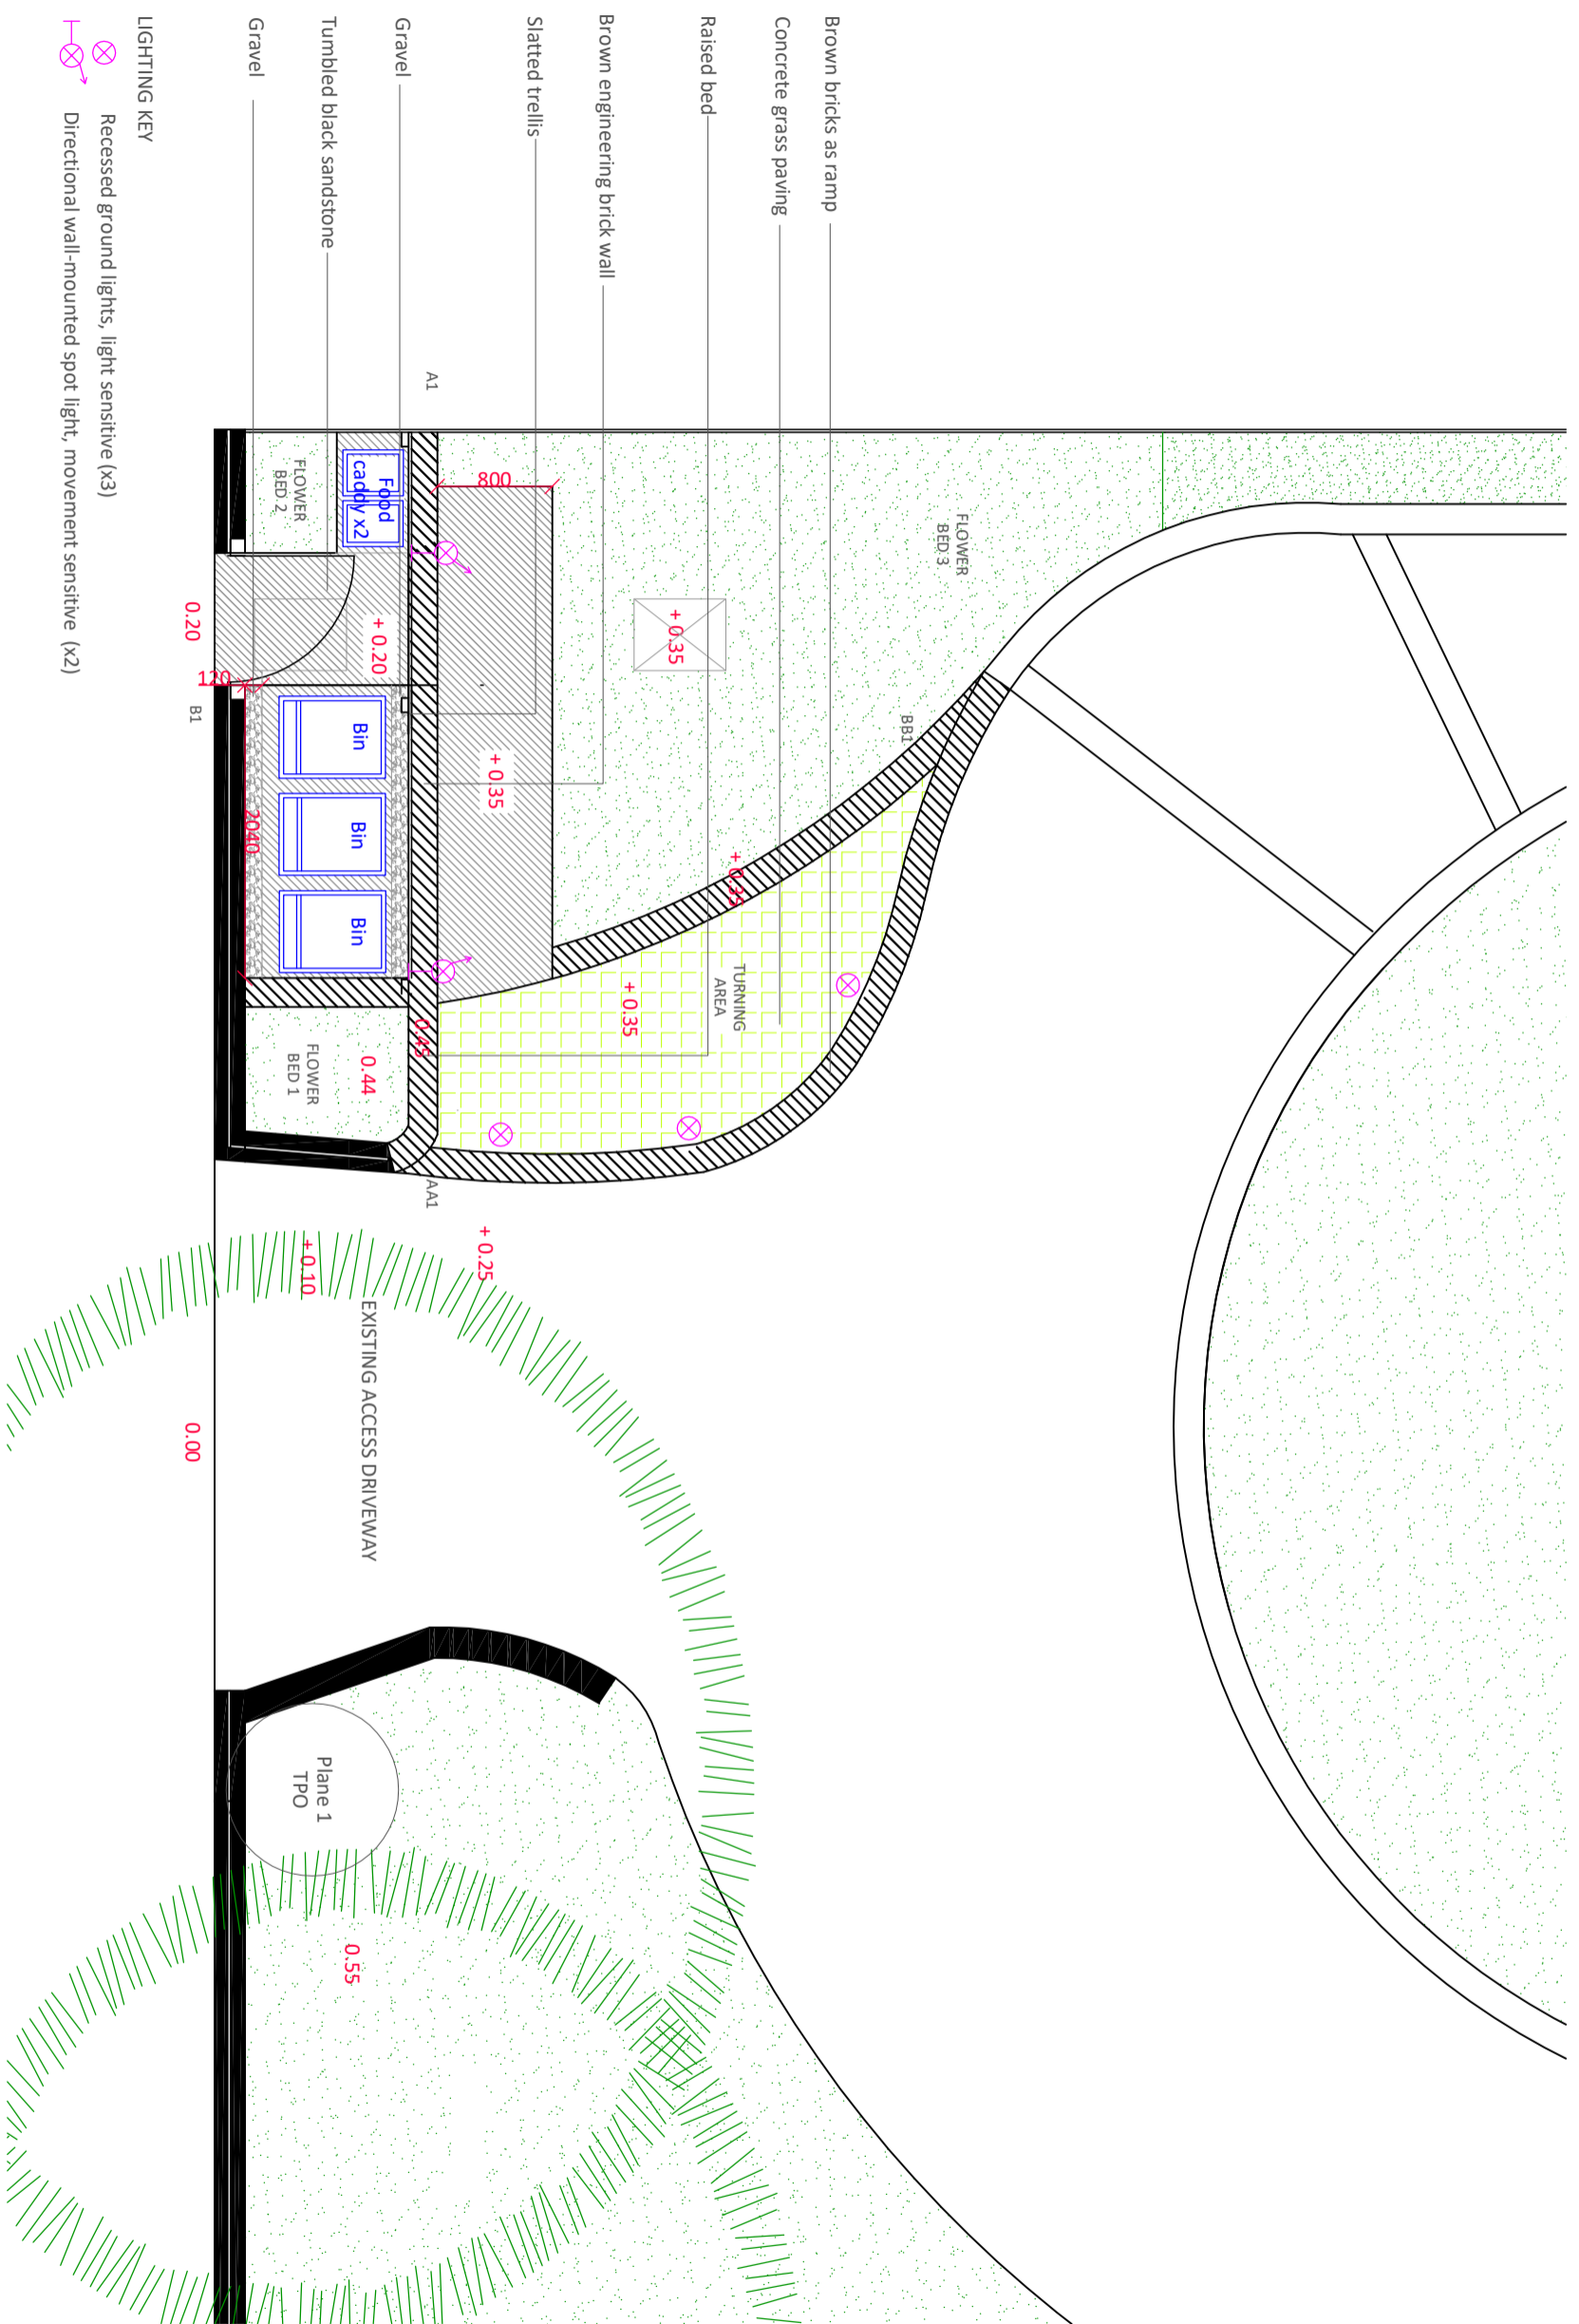 Brown bricks as ramp
Concrete grass paving
Raised bed
Brown engineering brick wall
Slatted trellis
Gravel
Tumbled black sandstone
Gravel
LIGHTING KEY
Recessed ground lights, light sensitive (x3)
Directional wall-mounted spot light, movement sensitive (x2)
A1
FLOWER
BED 3
FLOWER
BED 2
Food
caddy x2
800
+ 0.35
+ 0.20
0.20
120
B1
BB1
Bin
Bin
Bin
2040
+ 0.35
+ 0.35
TURNING
AREA
+ 0.35
0.45
0.44
FLOWER
BED 1
AA1
+ 0.25
+ 0.10
EXISTING ACCESS DRIVEWAY
0.00
Plane 1
TPO
0.55